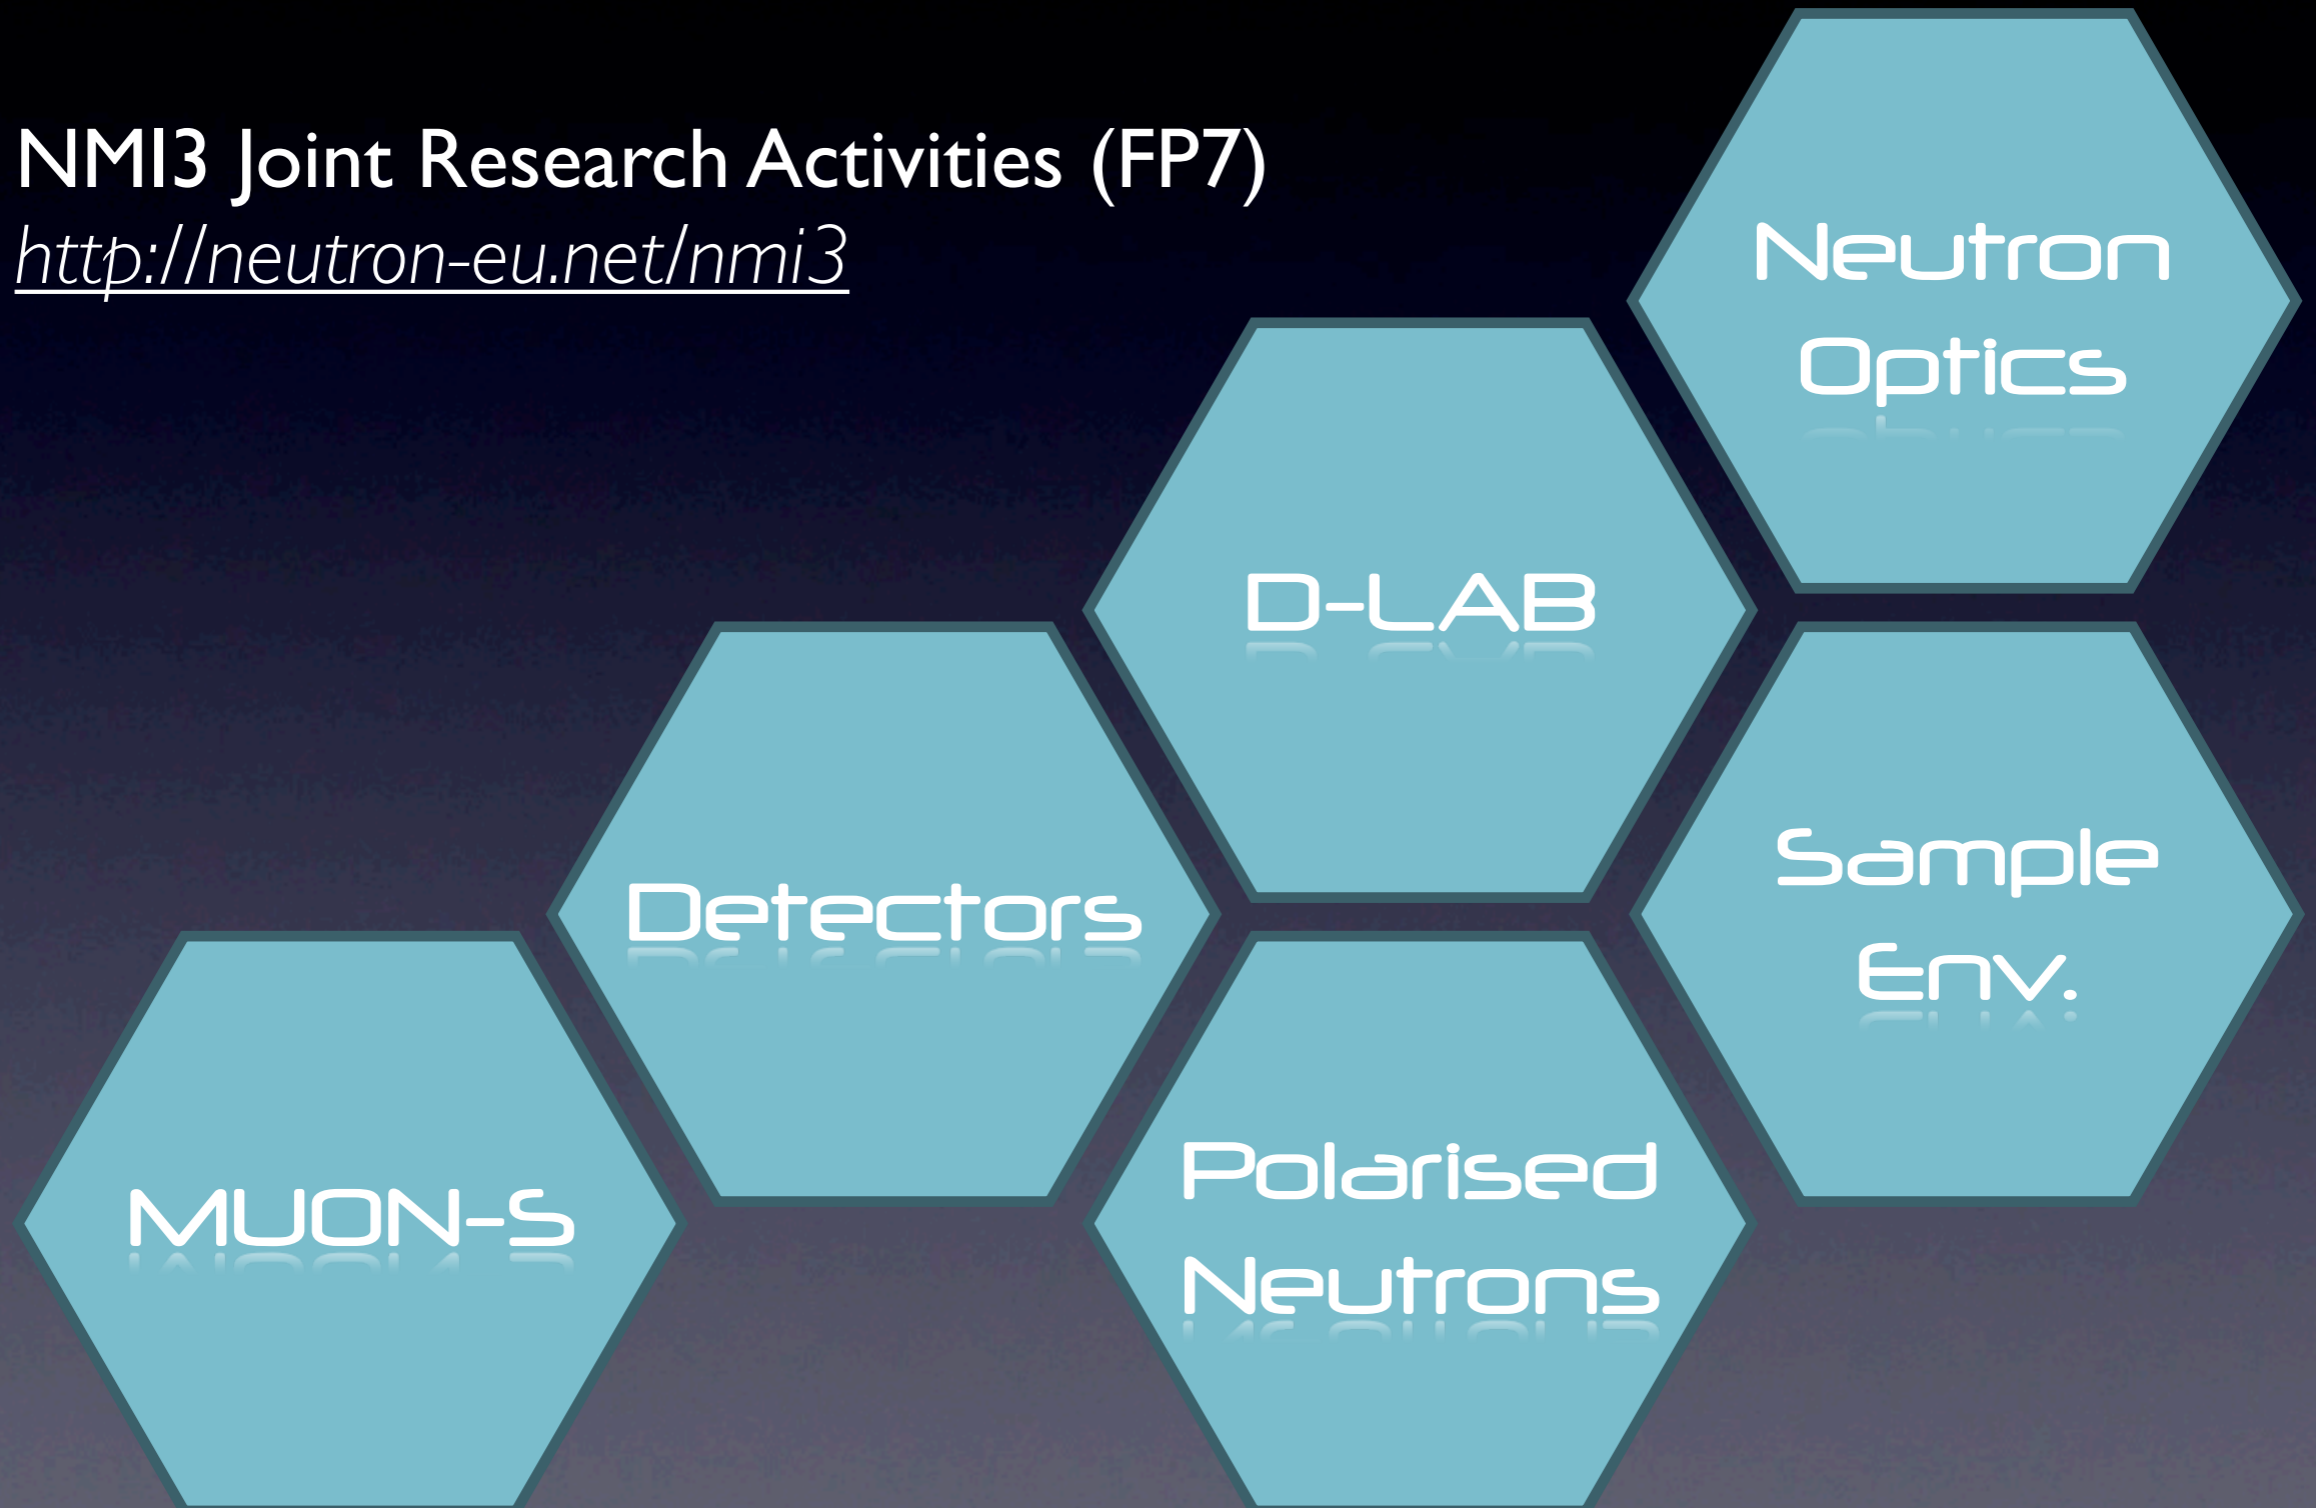 NMI3 Joint Research Activities (FP7)
http://neutron-eu.net/nmi3
Neutron
Optics
D-LAB
Sample
Env.
Detectors
Polarised
Neutrons
MUON-S